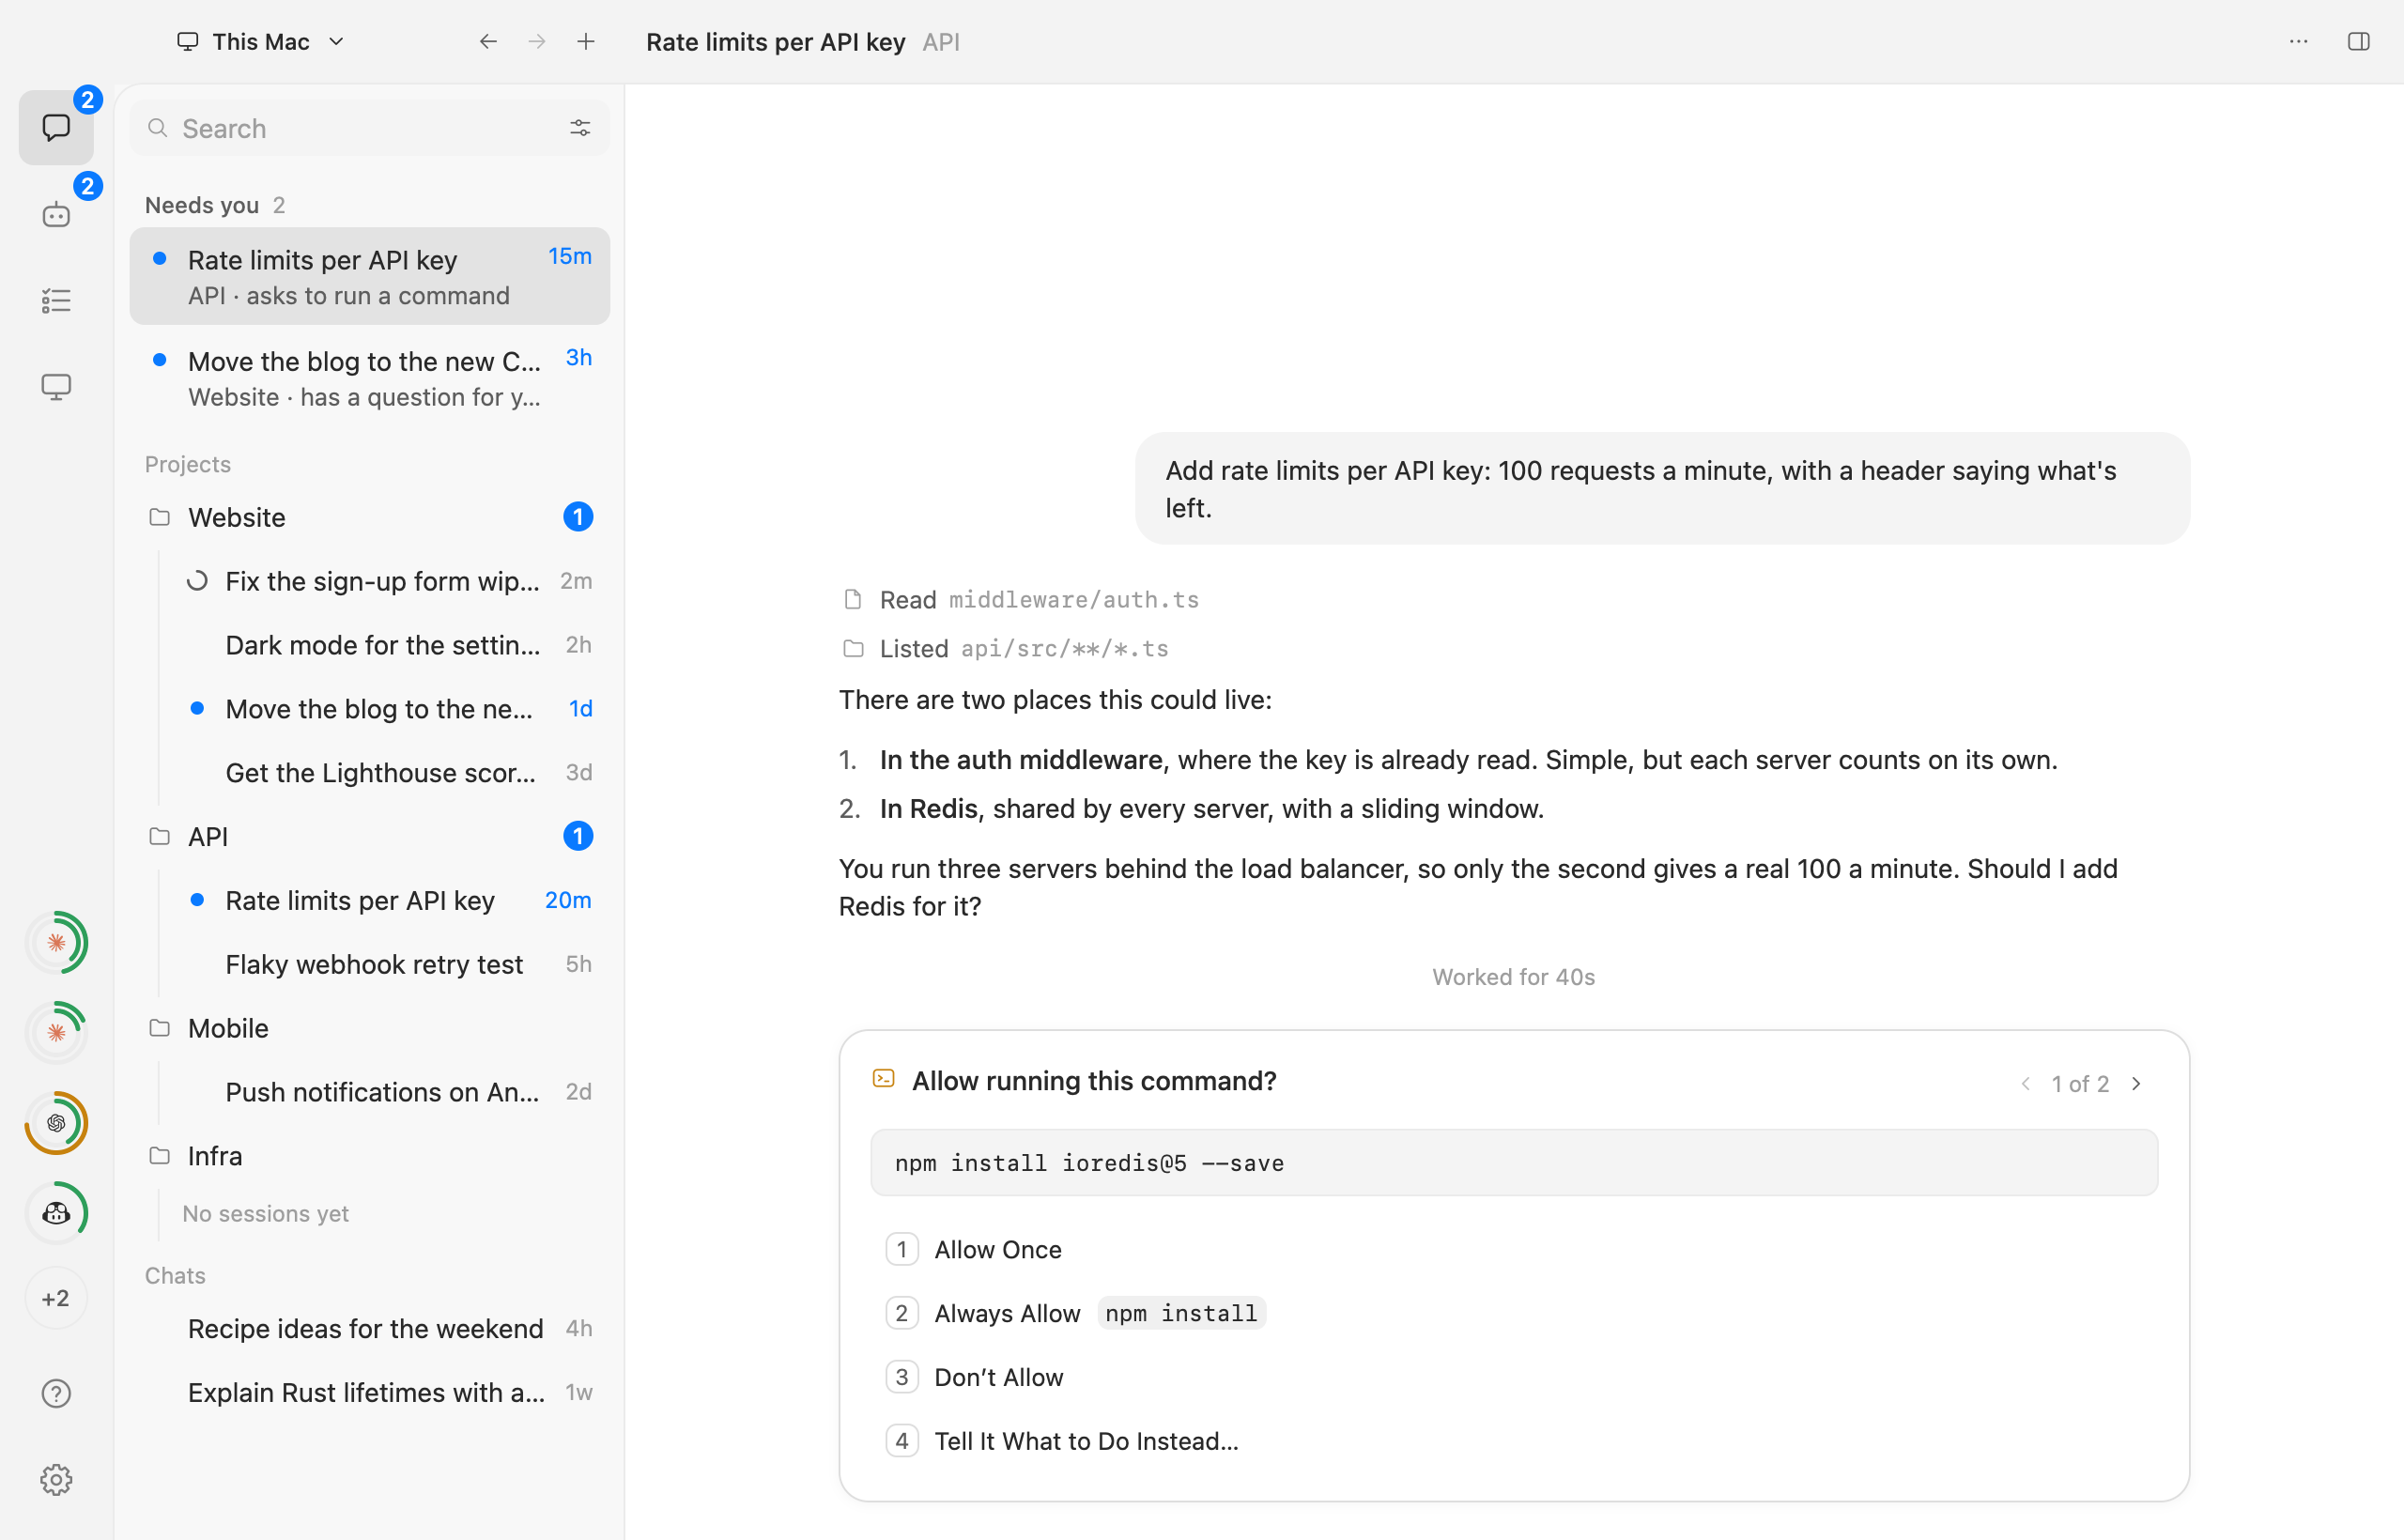 This Mac
Rate limits per API key API
2
2
Search
Needs you 2
Rate limits per API key 15m
API · asks to run a command
Move the blog to the new C... 3h
Website · has a question for y...
Projects
Website 1
Fix the sign-up form wip... 2m
Dark mode for the settin... 2h
Move the blog to the ne... 1d
Get the Lighthouse scor... 3d
API 1
Rate limits per API key 20m
Flaky webhook retry test 5h
Mobile
Push notifications on An... 2d
Infra
No sessions yet
Chats
Recipe ideas for the weekend 4h
Explain Rust lifetimes with a... 1w
+2
Add rate limits per API key: 100 requests a minute, with a header saying what's
left.
Read middleware/auth.ts
Listed api/src/**/*.ts
There are two places this could live:
1. In the auth middleware, where the key is already read. Simple, but each server counts on its own.
2. In Redis, shared by every server, with a sliding window.
You run three servers behind the load balancer, so only the second gives a real 100 a minute. Should I add
Redis for it?
Worked for 40s
Allow running this command? 1 of 2
npm install ioredis@5 --save
1 Allow Once
2 Always Allow npm install
3 Don’t Allow
4 Tell It What to Do Instead...